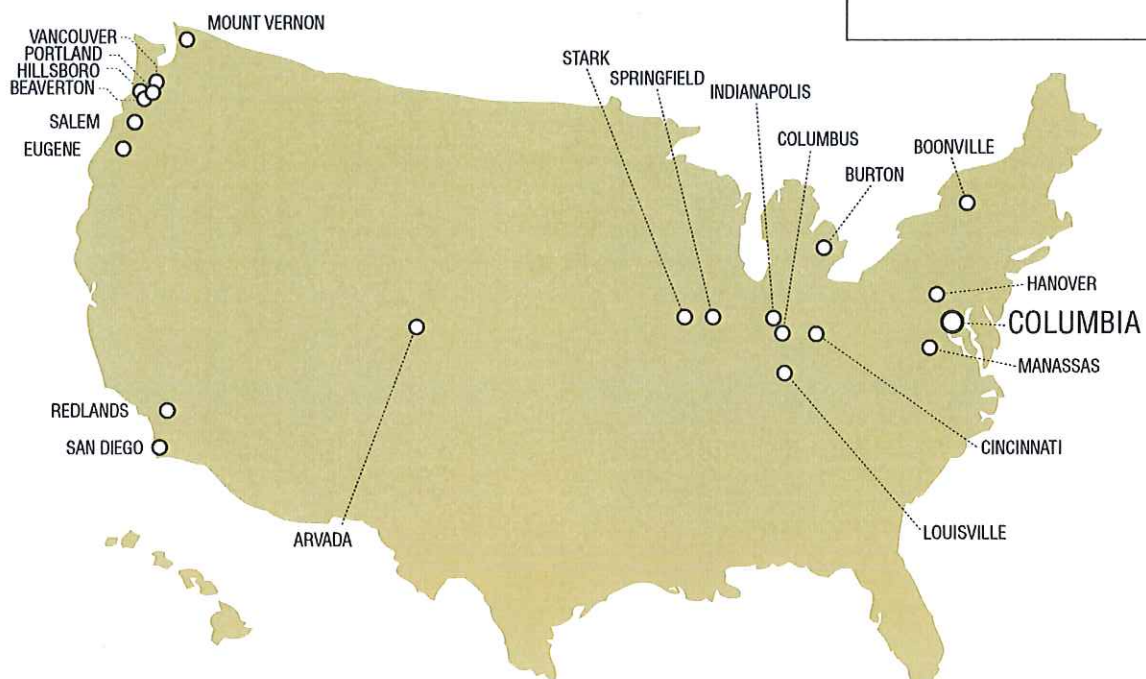 MOUNT VERNON
VANCOUVER
PORTLAND
HILLSBORO
BEAVERTON
SALEM
EUGENE
STARK
SPRINGFIELD
INDIANAPOLIS
COLUMBUS
BURTON
BOONVILLE
HANOVER
COLUMBIA
MANASSAS
REDLANDS
SAN DIEGO
CINCINNATI
ARVADA
LOUISVILLE